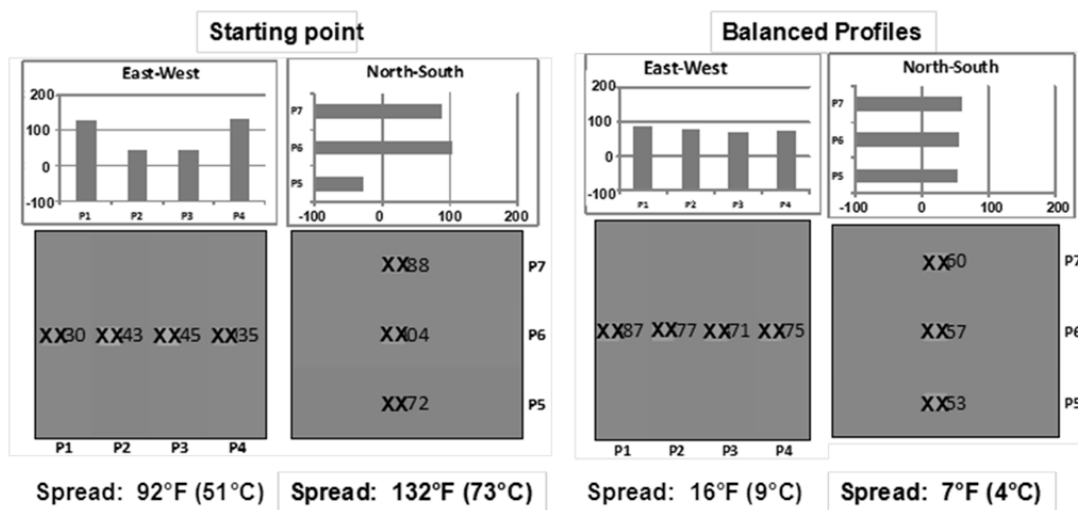 Starting point
East-West
200
100
0
-100
P1 P2 P3 P4
North-South
P7
P6
P5
-100 0 100 200
XX30 XX43 XX45 XX35
P1 P2 P3 P4
XX88 P7
XX04 P6
XX72 P5
Spread: 92°F (51°C)
Spread: 132°F (73°C)
Balanced Profiles
East-West
200
100
0
-100
P1 P2 P3 P4
North-South
P7
P6
P5
-100 0 100 200
XX87 XX77 XX71 XX75
P1 P2 P3 P4
XX60 P7
XX57 P6
XX53 P5
Spread: 16°F (9°C)
Spread: 7°F (4°C)